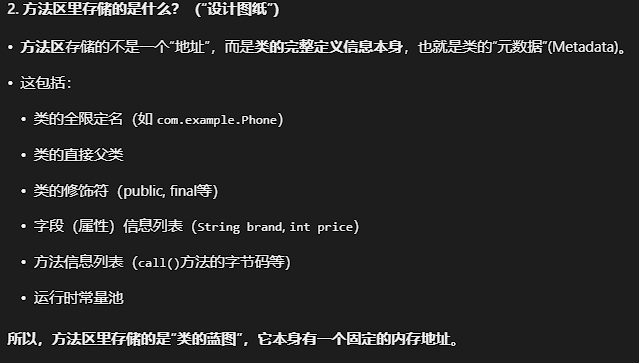 2. 方法区里存储的是什么？（“设计图纸”）
• 方法区存储的不是一个“地址”，而是类的完整定义信息本身，也就是类的“元数据”(Metadata)。
• 这包括：
• 类的全限定名（如 com.example.Phone）
• 类的直接父类
• 类的修饰符（public, final等）
• 字段（属性）信息列表（String brand, int price）
• 方法信息列表（call()方法的字节码等）
• 运行时常量池
所以，方法区里存储的是“类的蓝图”，它本身有一个固定的内存地址。